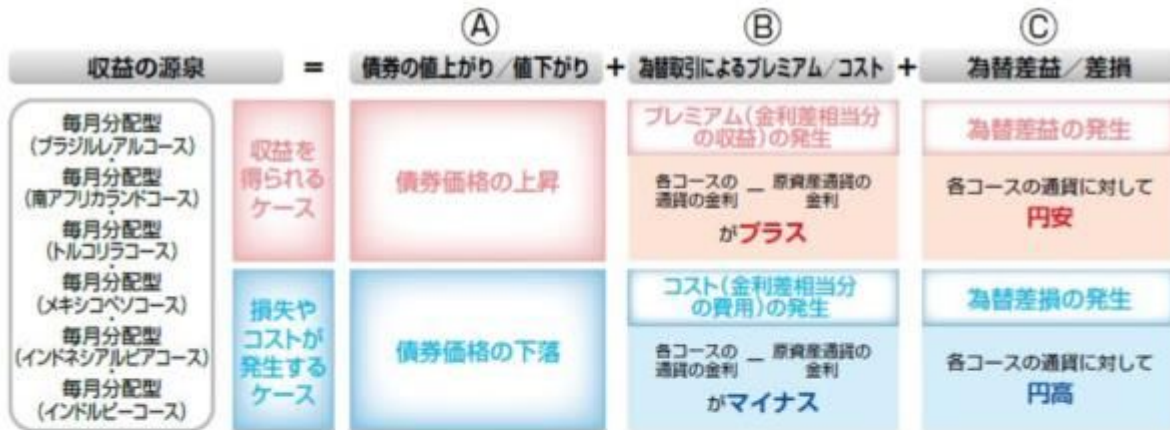 Ⓐ Ⓑ Ⓒ
収益の源泉 = 債券の値上がり/値下がり + 為替取引によるプレミアム/コスト + 為替差益/差損
毎月分配型
(ブラジルレアルコース)
・
毎月分配型
(南アフリカランドコース)
・
毎月分配型
(トルコリラコース)
・
毎月分配型
(メキシコペソコース)
・
毎月分配型
(インドネシアルピアコース)
・
毎月分配型
(インドルピーコース)
収益を
得られる
ケース
債券価格の上昇
プレミアム(金利差相当分
の収益)の発生
各コースの
通貨の金利
－
原資産通貨の
金利
がプラス
為替差益の発生
各コースの通貨に対して
円安
損失や
コストが
発生する
ケース
債券価格の下落
コスト(金利差相当分
の費用)の発生
各コースの
通貨の金利
－
原資産通貨の
金利
がマイナス
為替差損の発生
各コースの通貨に対して
円高